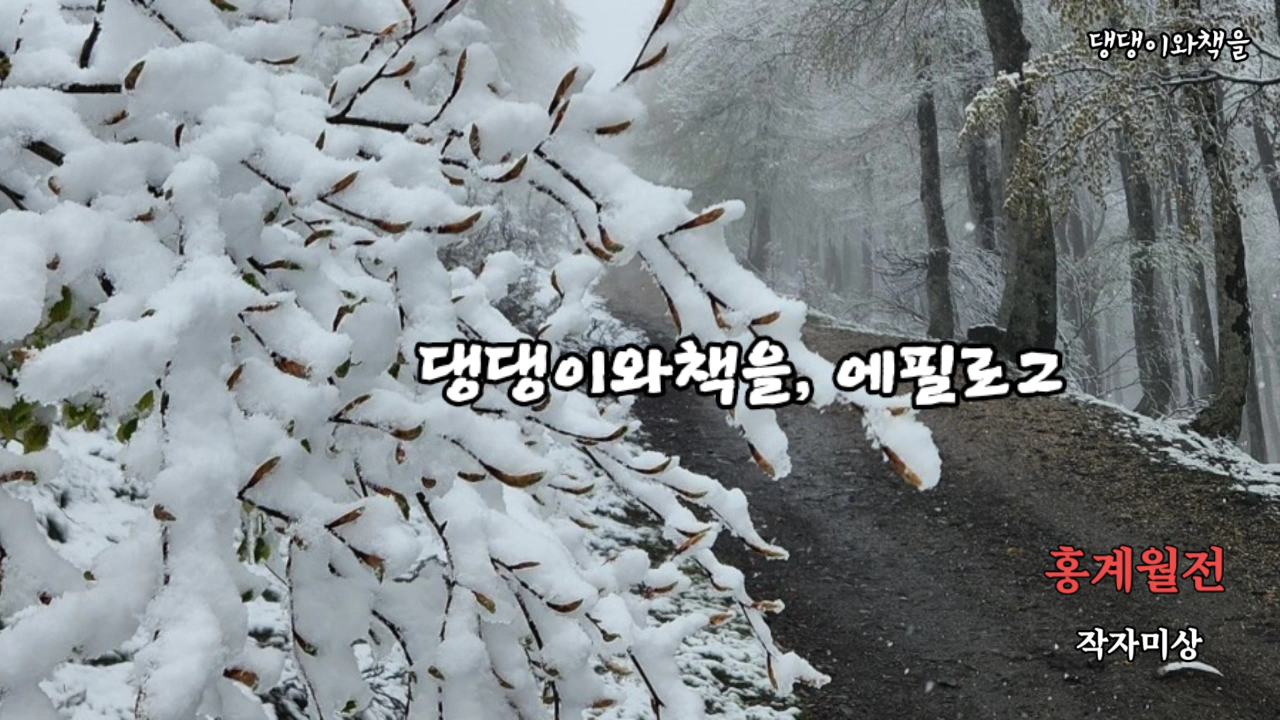 댕댕이와책을
댕댕이와책을, 에필로그
홍계월전
작자미상